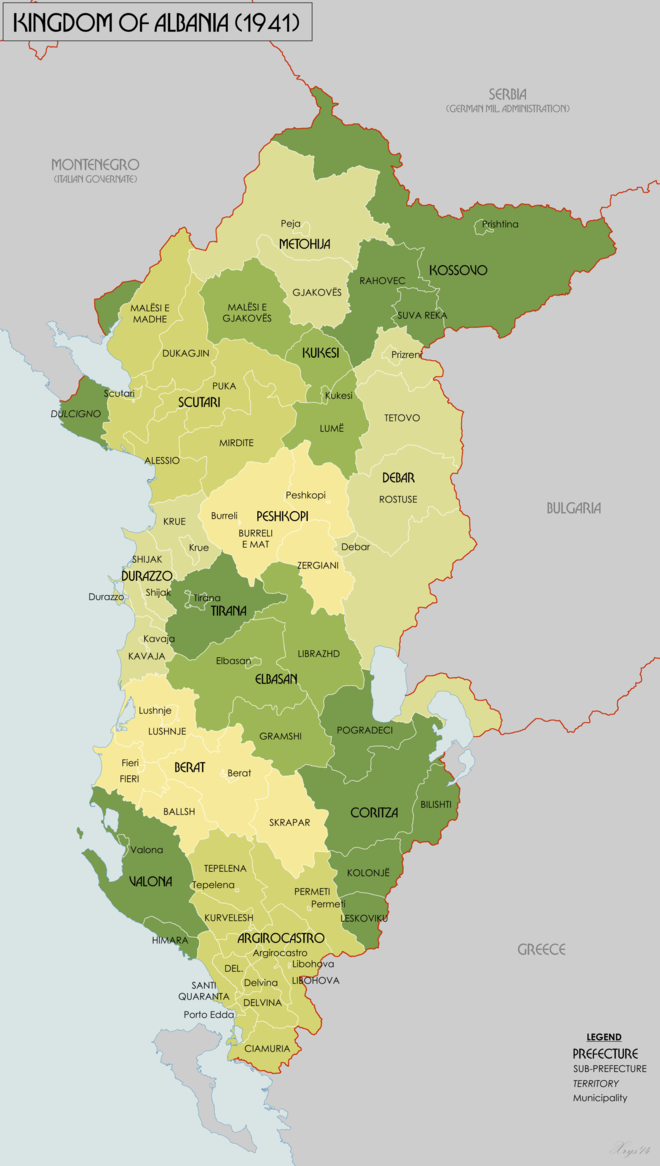 KINGDOM OF ALBANIA (1941)
SERBIA
(GERMAN MIL. ADMINISTRATION)
MONTENEGRO
(ITALIAN GOVERNATE)
Peja
Prishtina
METOHIJA
KOSSOVO
RAHOVEC
GJAKOVËS
MALËSI E
MADHE
MALËSI E
GJAKOVËS
SUVA REKA
DUKAGJIN
KUKESI
Prizren
PUKA
Scutari
Kukesi
SCUTARI
DULCIGNO
TETOVO
LUMË
MIRDITE
ALESSIO
DEBAR
Peshkopi
ROSTUSE
BULGARIA
Burreli
PESHKOPI
KRUE
BURRELI
E MAT
Krue
Debar
SHIJAK
ZERGIANI
DURAZZO
Durazzo
Shijak
Tirana
TIRANA
Kavaja
KAVAJA
LIBRAZHD
Elbasan
ELBASAN
Lushnje
LUSHNJE
POGRADECI
GRAMSHI
Fieri
FIERI
BERAT
Berat
BILISHTI
BALLSH
CORITZA
SKRAPAR
Valona
TEPELENA
KOLONJË
VALONA
Tepelena
PERMETI
Permeti
KURVELESH
LESKOVIKU
HIMARA
ARGIROCASTRO
Argirocastro
GREECE
DEL.
Libohova
LIBOHOVA
SANTI
QUARANTA
Delvina
DELVINA
Porto Edda
CIAMURIA
LEGEND
PREFECTURE
SUB-PREFECTURE
TERRITORY
Municipality